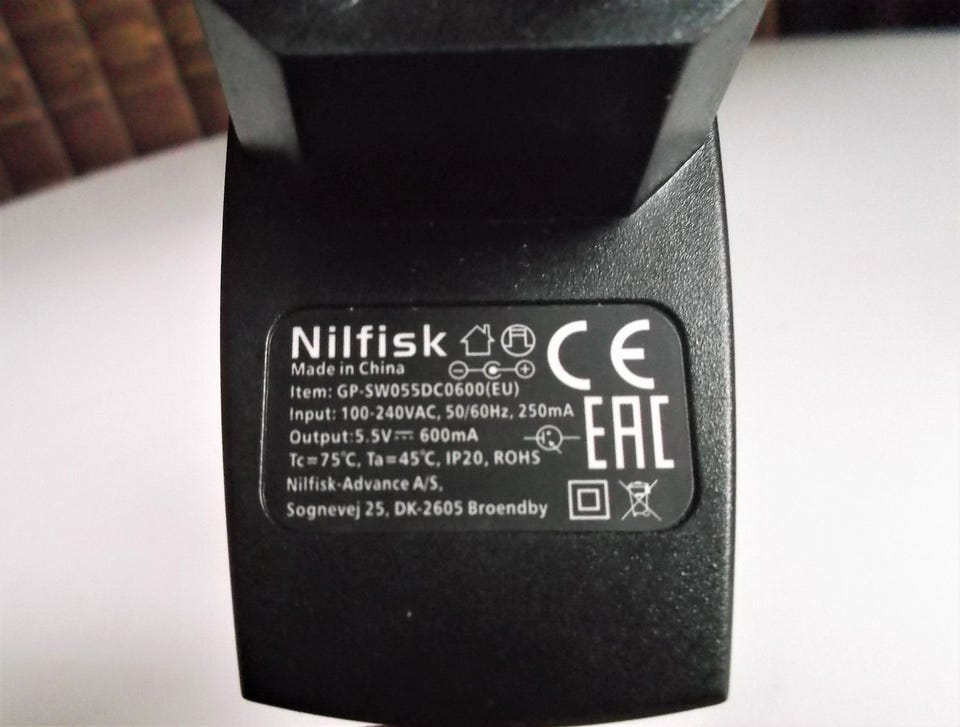 Nilfisk
CE
Made in China
Item: GP-SW055DC0600(EU)
Input: 100-240VAC, 50/60Hz, 250mA
Output:5.5V⎓ 600mA
EAC
Tc=75℃, Ta=45℃, IP20, ROHS
Nilfisk-Advance A/S,
Sognevej 25, DK-2605 Broendby